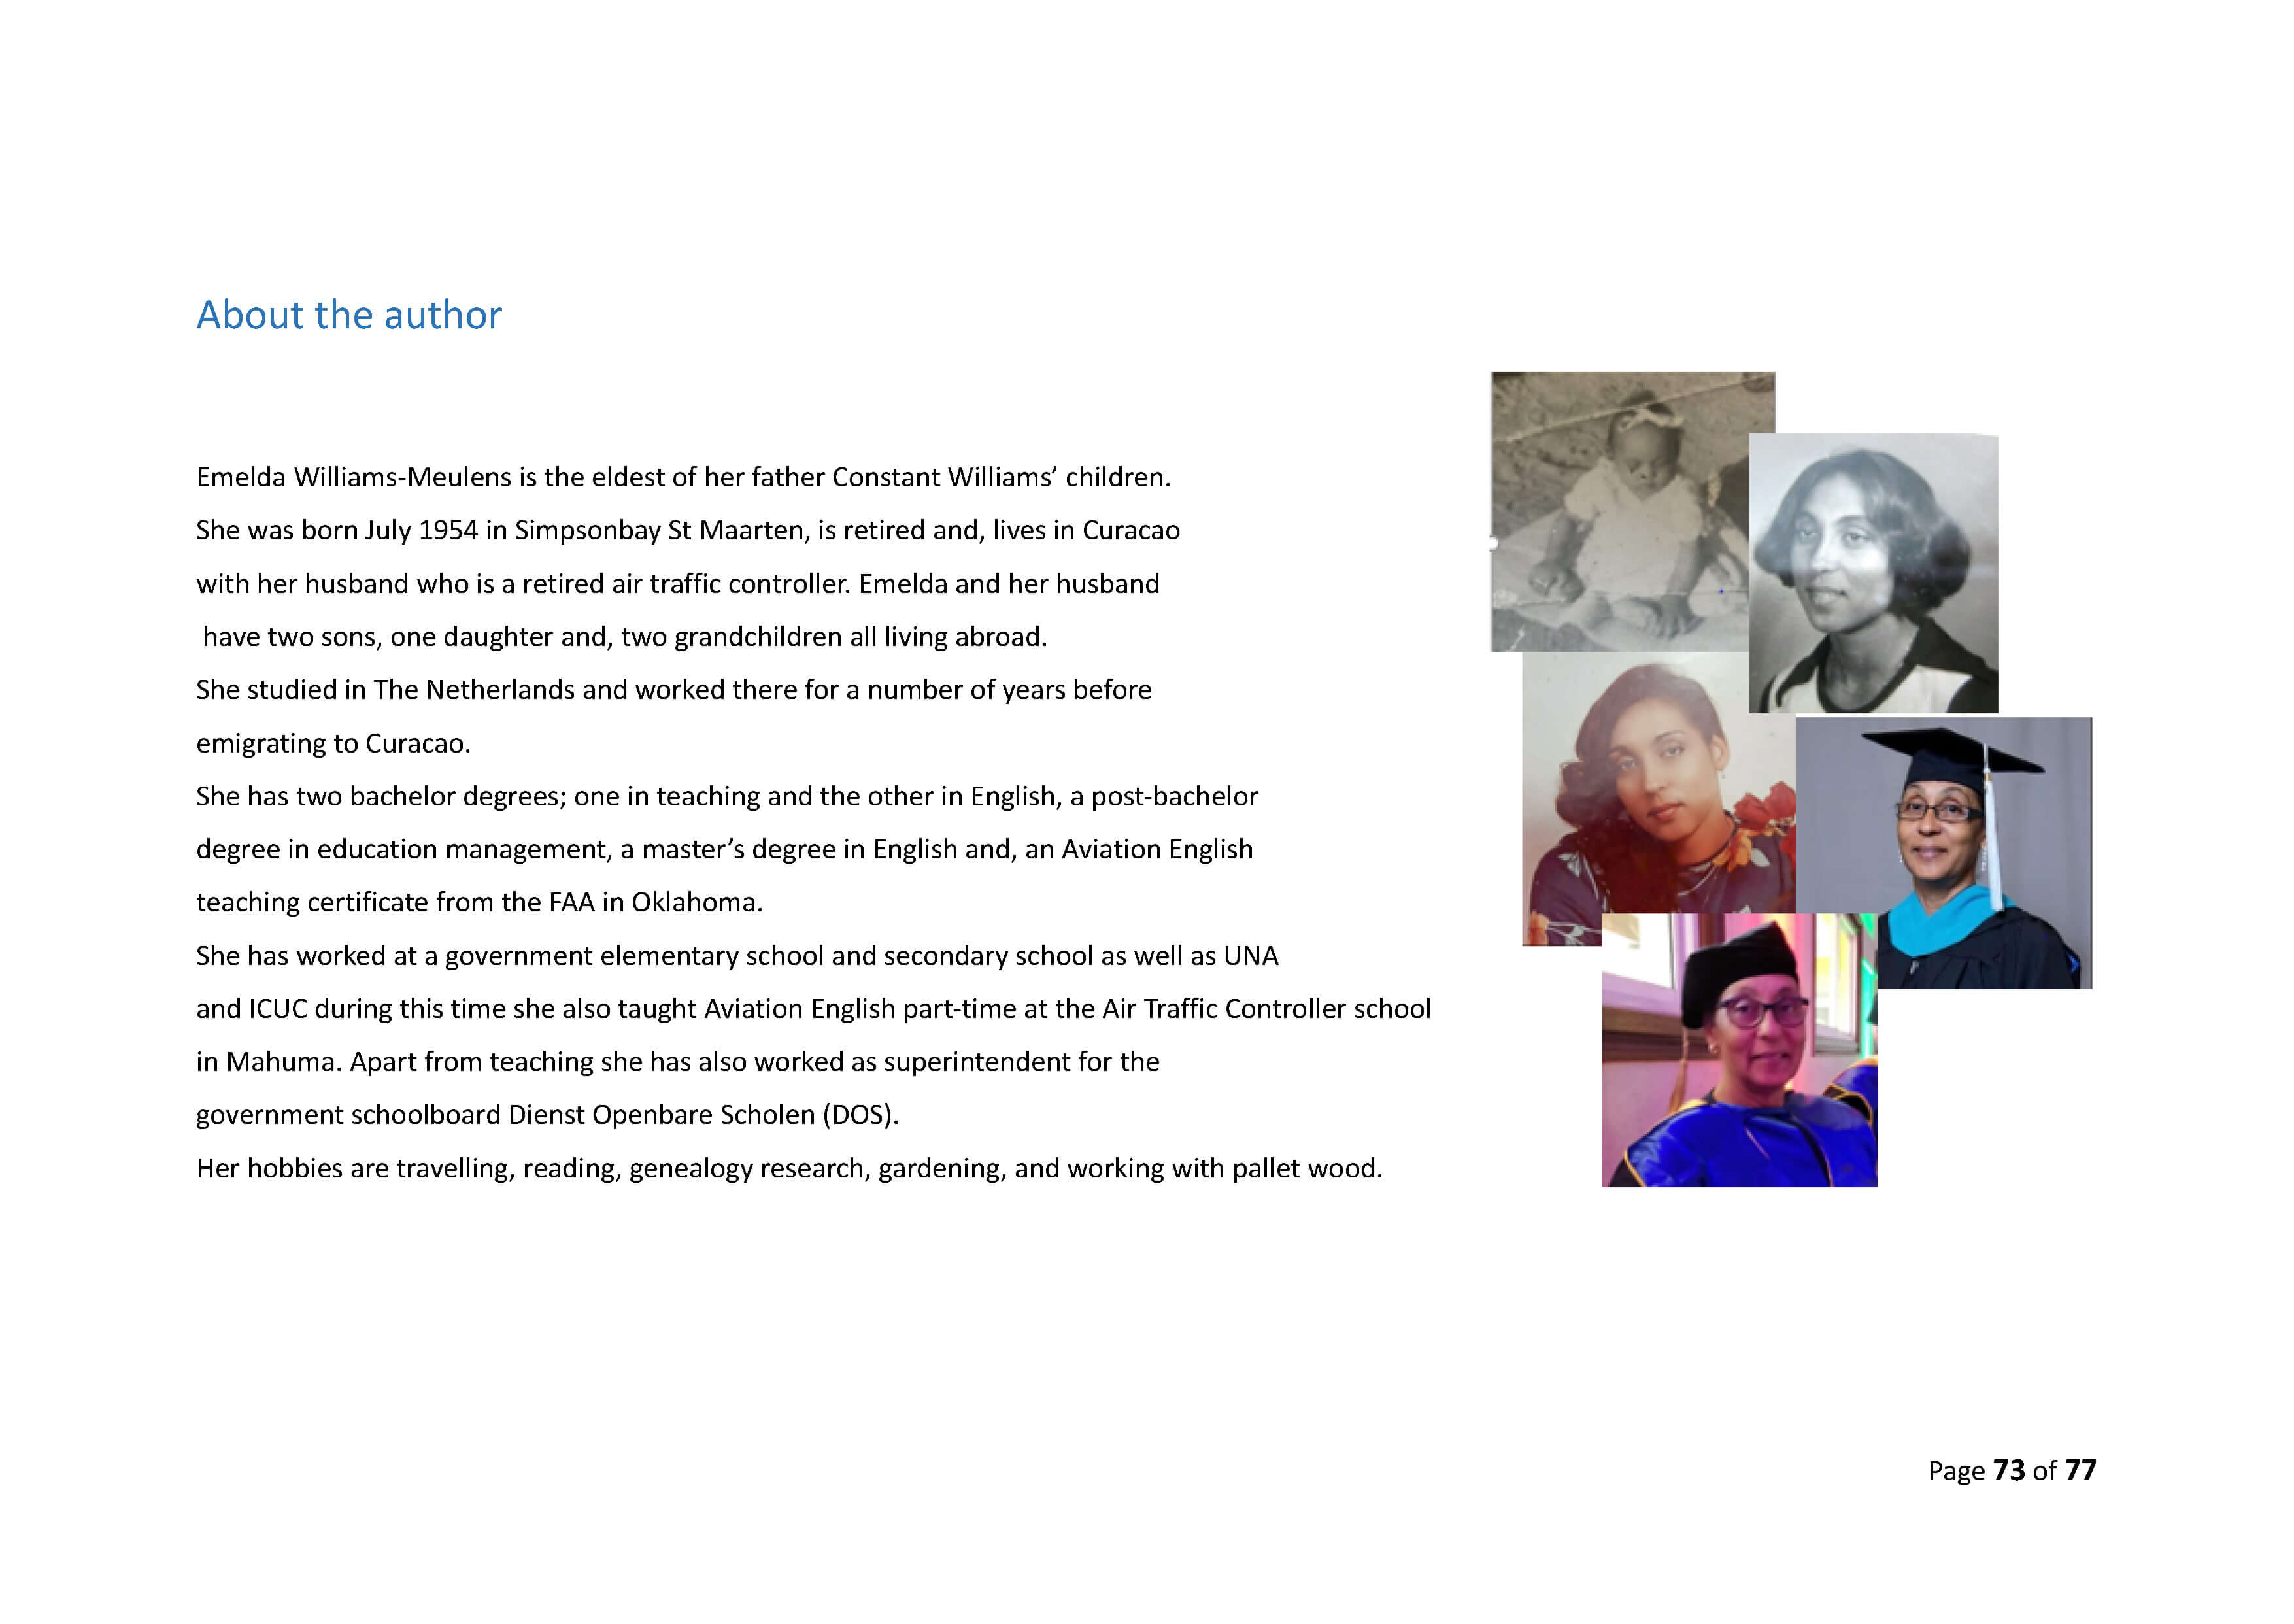 About the author
Emelda Williams-Meulens is the eldest of her father Constant Williams’ children.
She was born July 1954 in Simpsonbay St Maarten, is retired and, lives in Curacao
with her husband who is a retired air traffic controller. Emelda and her husband
have two sons, one daughter and, two grandchildren all living abroad.
She studied in The Netherlands and worked there for a number of years before
emigrating to Curacao.
She has two bachelor degrees; one in teaching and the other in English, a post-bachelor
degree in education management, a master’s degree in English and, an Aviation English
teaching certificate from the FAA in Oklahoma.
She has worked at a government elementary school and secondary school as well as UNA
and ICUC during this time she also taught Aviation English part-time at the Air Traffic Controller school
in Mahuma. Apart from teaching she has also worked as superintendent for the
government schoolboard Dienst Openbare Scholen (DOS).
Her hobbies are travelling, reading, genealogy research, gardening, and working with pallet wood.
Page 73 of 77